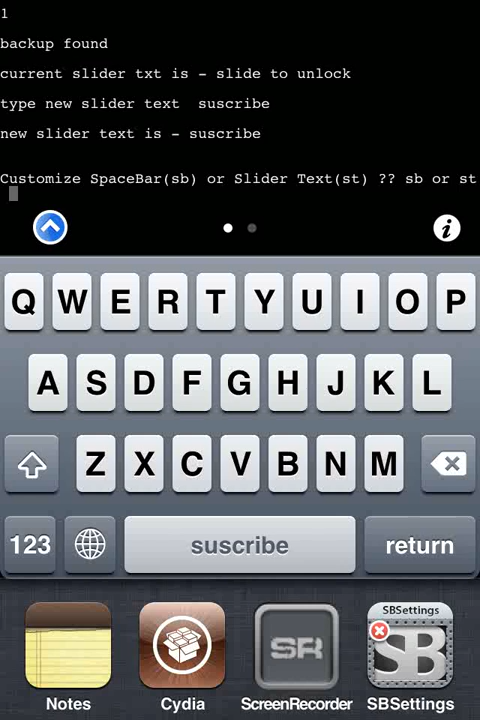 1
backup found
current slider txt is - slide to unlock
type new slider text  suscribe
new slider text is - suscribe
Customize SpaceBar(sb) or Slider Text(st) ?? sb or st
i
Q W E R T Y U I O P
A S D F G H J K L
Z X C V B N M
123 suscribe return
SR SBSettings SB
Notes Cydia ScreenRecorder SBSettings